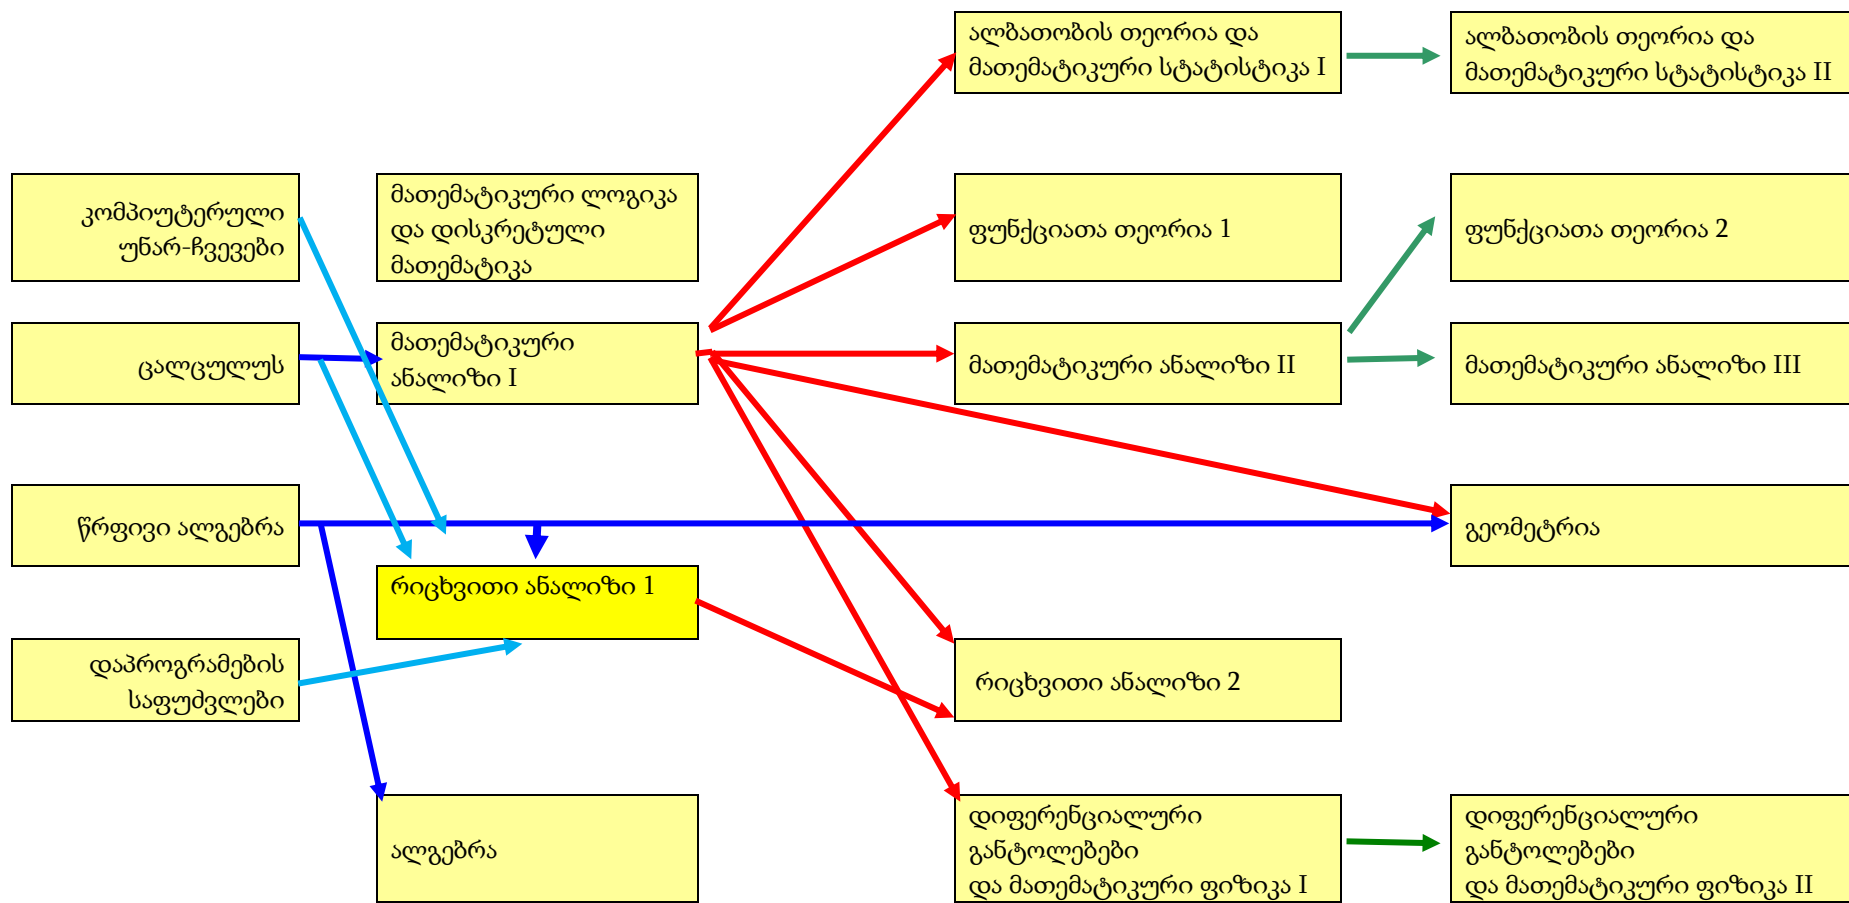 ალბათობის თეორია და
მათემატიკური სტატისტიკა I
ალბათობის თეორია და
მათემატიკური სტატისტიკა II
კომპიუტერული
უნარ-ჩვევები
მათემატიკური ლოგიკა
და დისკრეტული
მათემატიკა
ფუნქციათა თეორია 1
ფუნქციათა თეორია 2
ცალცულუს
მათემატიკური
ანალიზი I
მათემატიკური ანალიზი II
მათემატიკური ანალიზი III
წრფივი ალგებრა
გეომეტრია
რიცხვითი ანალიზი 1
დაპროგრამების
საფუძვლები
რიცხვითი ანალიზი 2
ალგებრა
დიფერენციალური
განტოლებები
და მათემატიკური ფიზიკა I
დიფერენციალური
განტოლებები
და მათემატიკური ფიზიკა II